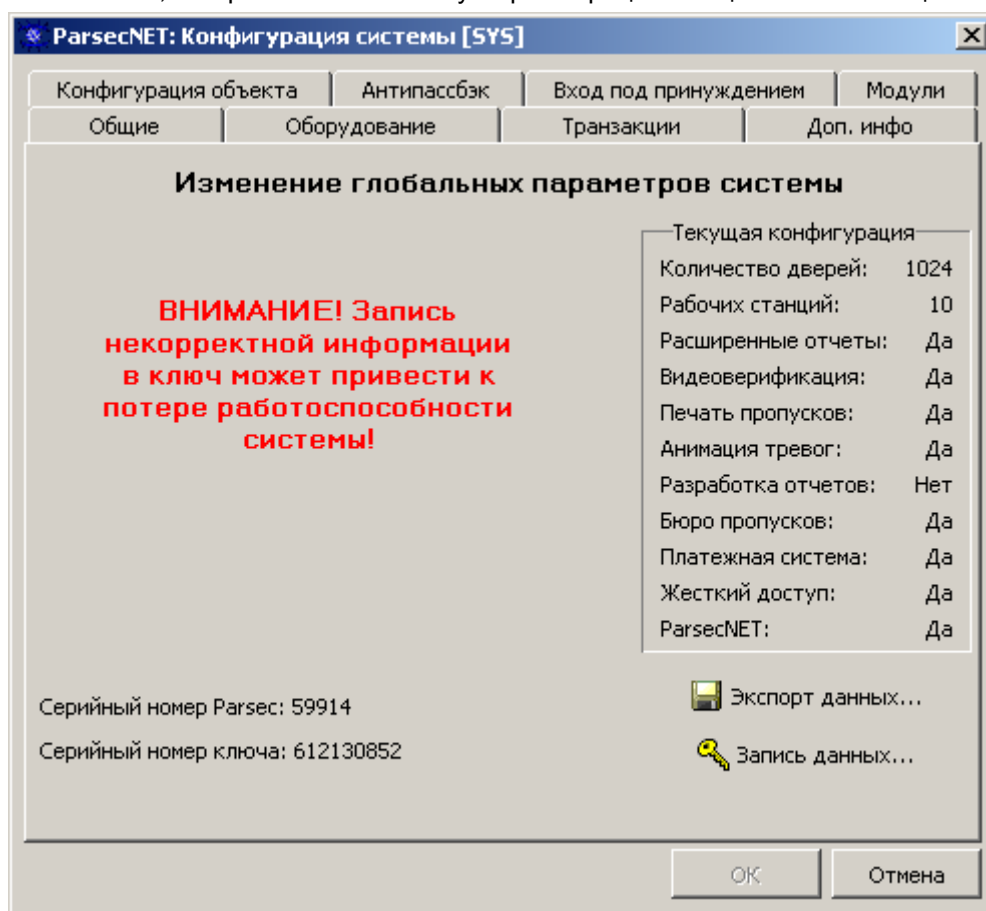 ParsecNET: Конфигурация системы [SYS]
Конфигурация объекта Антипассбэк Вход под принуждением Модули
Общие Оборудование Транзакции Доп. инфо
Изменение глобальных параметров системы
Текущая конфигурация
Количество дверей: 1024
Рабочих станций: 10
Расширенные отчеты: Да
Видеоверификация: Да
Печать пропусков: Да
Анимация тревог: Да
Разработка отчетов: Нет
Бюро пропусков: Да
Платежная система: Да
Жесткий доступ: Да
ParsecNET: Да
ВНИМАНИЕ! Запись
некорректной информации
в ключ может привести к
потере работоспособности
системы!
Серийный номер Parsec: 59914
Серийный номер ключа: 612130852
Экспорт данных...
Запись данных...
OK Отмена